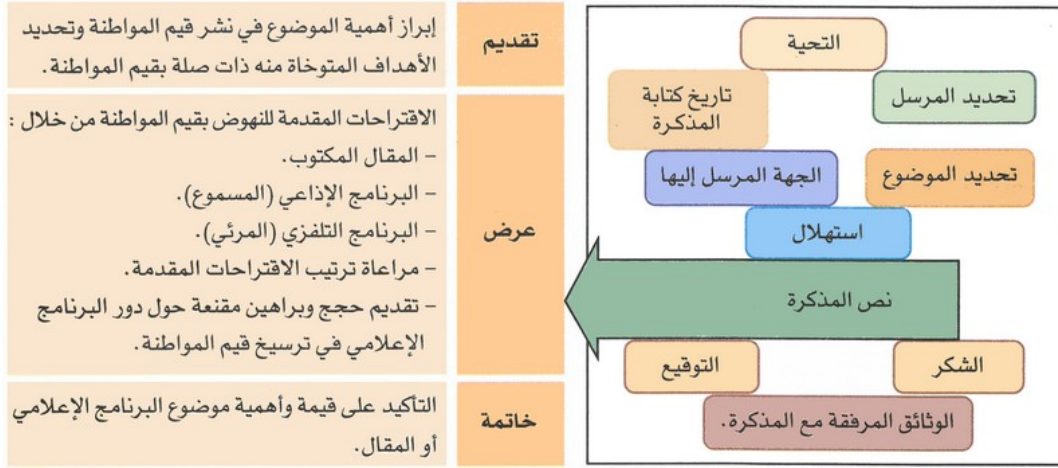 التحية
تحديد المرسل
تاريخ كتابة
المذكرة
تحديد الموضوع
الجهة المرسل إليها
استهلال
نص المذكرة
الشكر
التوقيع
الوثائق المرفقة مع المذكرة.
تقديم
إبراز أهمية الموضوع في نشر قيم المواطنة وتحديد
الأهداف المتوخاة منه ذات صلة بقيم المواطنة.
عرض
الاقتراحات المقدمة للنهوض بقيم المواطنة من خلال :
- المقال المكتوب.
- البرنامج الإذاعي (المسموع).
- البرنامج التلفزي (المرئي).
- مراعاة ترتيب الاقتراحات المقدمة.
- تقديم حجج وبراهين مقنعة حول دور البرنامج
الإعلامي في ترسيخ قيم المواطنة.
خاتمة
التأكيد على قيمة وأهمية موضوع البرنامج الإعلامي
أو المقال.